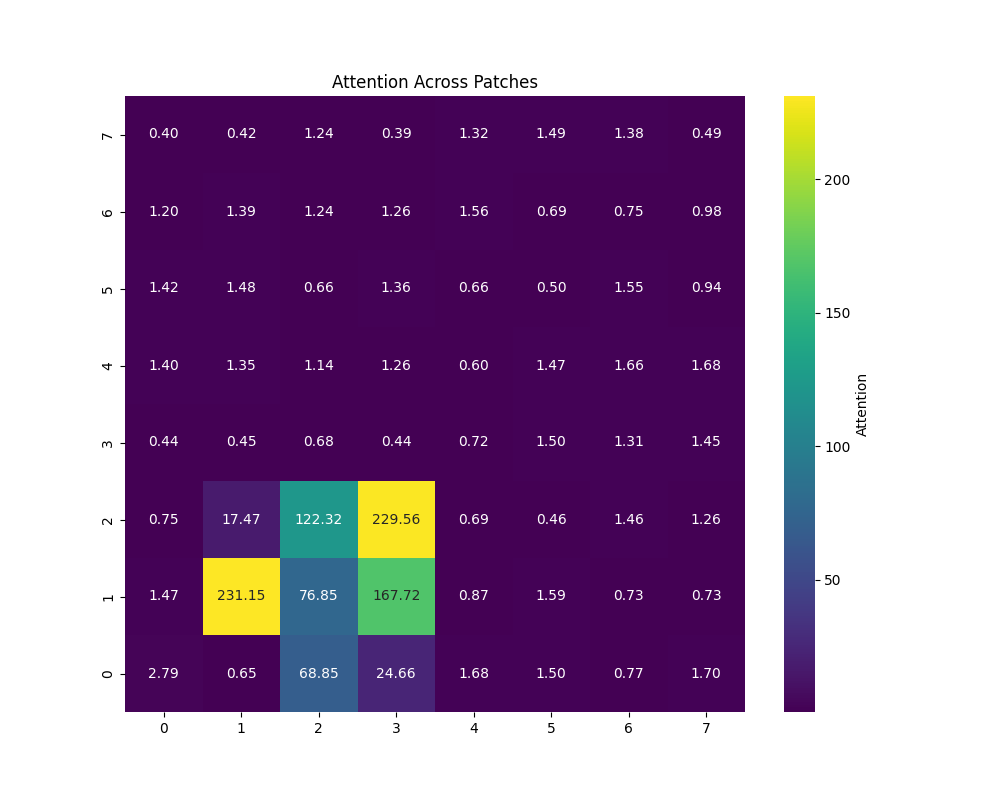 Attention Across Patches
7 0.40 0.42 1.24 0.39 1.32 1.49 1.38 0.49
6 1.20 1.39 1.24 1.26 1.56 0.69 0.75 0.98
5 1.42 1.48 0.66 1.36 0.66 0.50 1.55 0.94
4 1.40 1.35 1.14 1.26 0.60 1.47 1.66 1.68
3 0.44 0.45 0.68 0.44 0.72 1.50 1.31 1.45
2 0.75 17.47 122.32 229.56 0.69 0.46 1.46 1.26
1 1.47 231.15 76.85 167.72 0.87 1.59 0.73 0.73
0 2.79 0.65 68.85 24.66 1.68 1.50 0.77 1.70
0 1 2 3 4 5 6 7
200
150
100
50
Attention